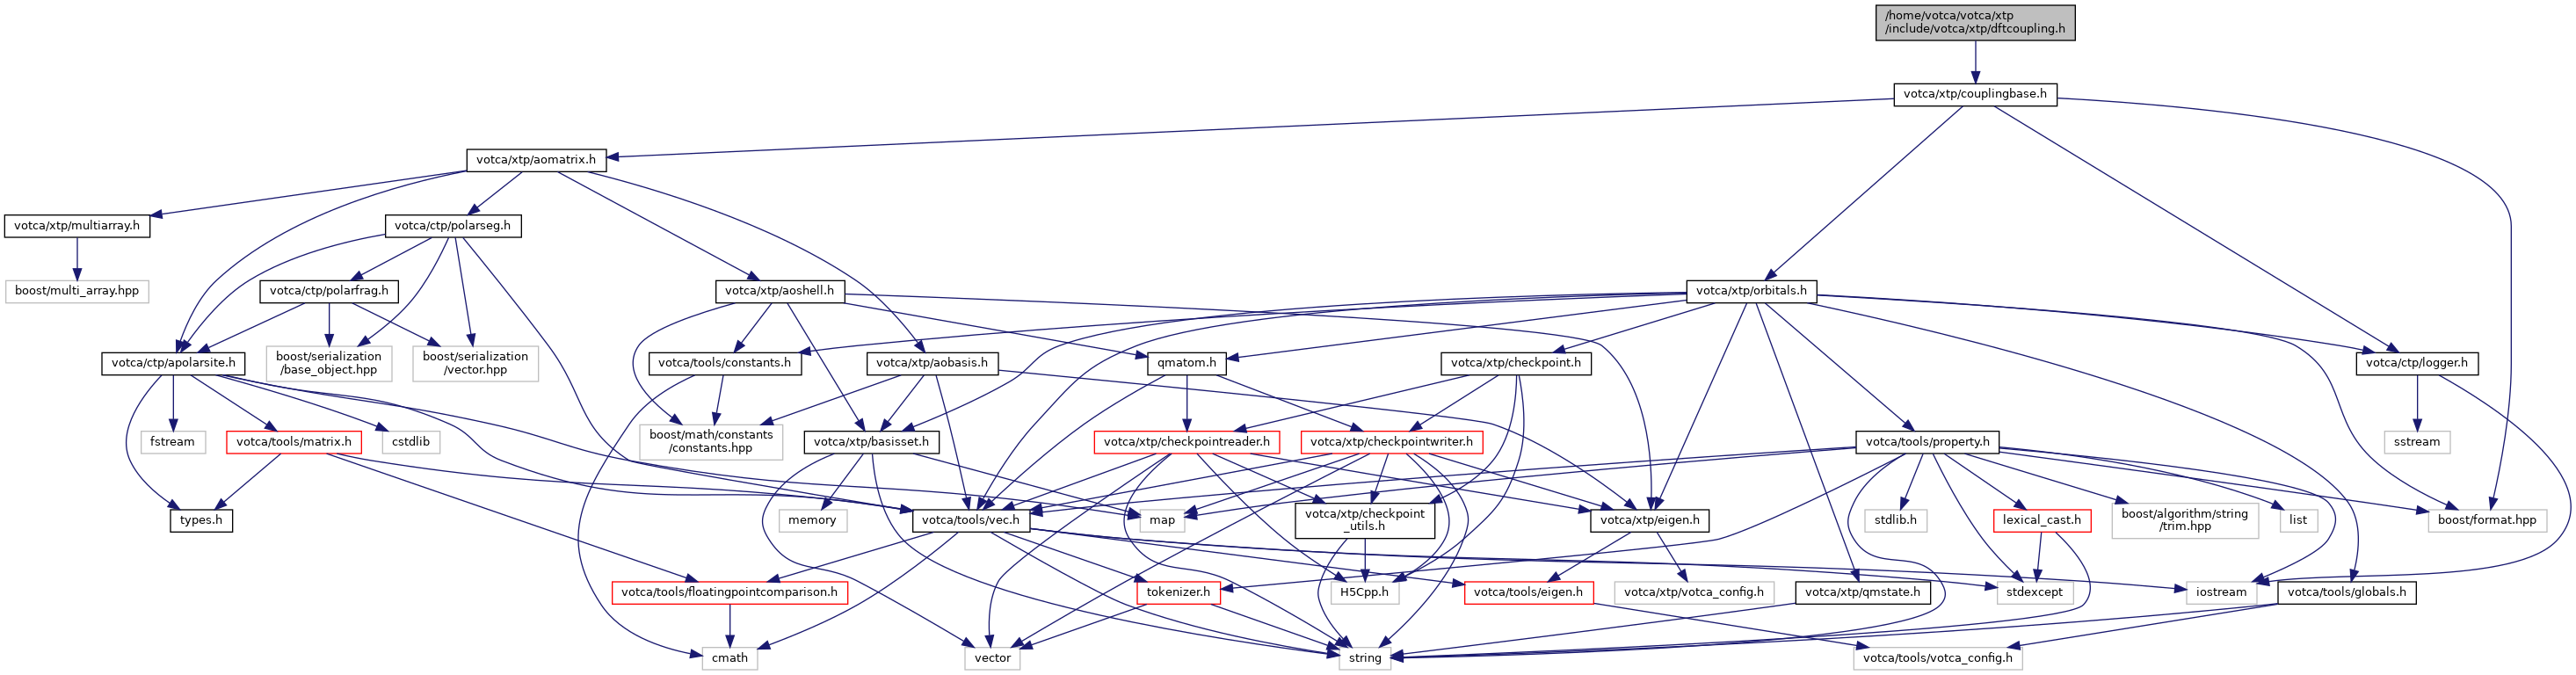 /home/votca/votca/xtp
/include/votca/xtp/dftcoupling.h
votca/xtp/couplingbase.h
votca/xtp/aomatrix.h
votca/xtp/multiarray.h
votca/ctp/polarseg.h
boost/multi_array.hpp
votca/ctp/polarfrag.h
votca/xtp/aoshell.h
votca/xtp/orbitals.h
votca/ctp/apolarsite.h
boost/serialization
/base_object.hpp
boost/serialization
/vector.hpp
votca/tools/constants.h
votca/xtp/aobasis.h
qmatom.h
votca/xtp/checkpoint.h
votca/ctp/logger.h
fstream
votca/tools/matrix.h
cstdlib
boost/math/constants
/constants.hpp
votca/xtp/basisset.h
votca/xtp/checkpointreader.h
votca/xtp/checkpointwriter.h
votca/tools/property.h
sstream
types.h
memory
votca/tools/vec.h
map
votca/xtp/checkpoint
_utils.h
votca/xtp/eigen.h
stdlib.h
lexical_cast.h
boost/algorithm/string
/trim.hpp
list
boost/format.hpp
votca/tools/floatingpointcomparison.h
tokenizer.h
H5Cpp.h
votca/tools/eigen.h
votca/xtp/votca_config.h
votca/xtp/qmstate.h
stdexcept
iostream
votca/tools/globals.h
cmath
vector
string
votca/tools/votca_config.h